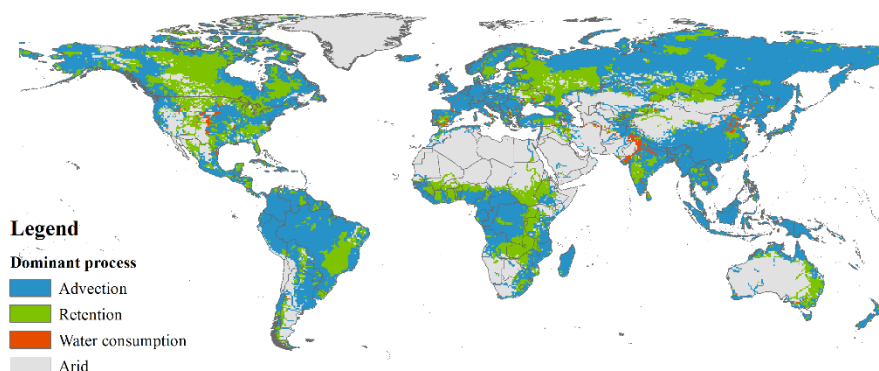 Legend
Dominant process
Advection
Retention
Water consumption
Arid